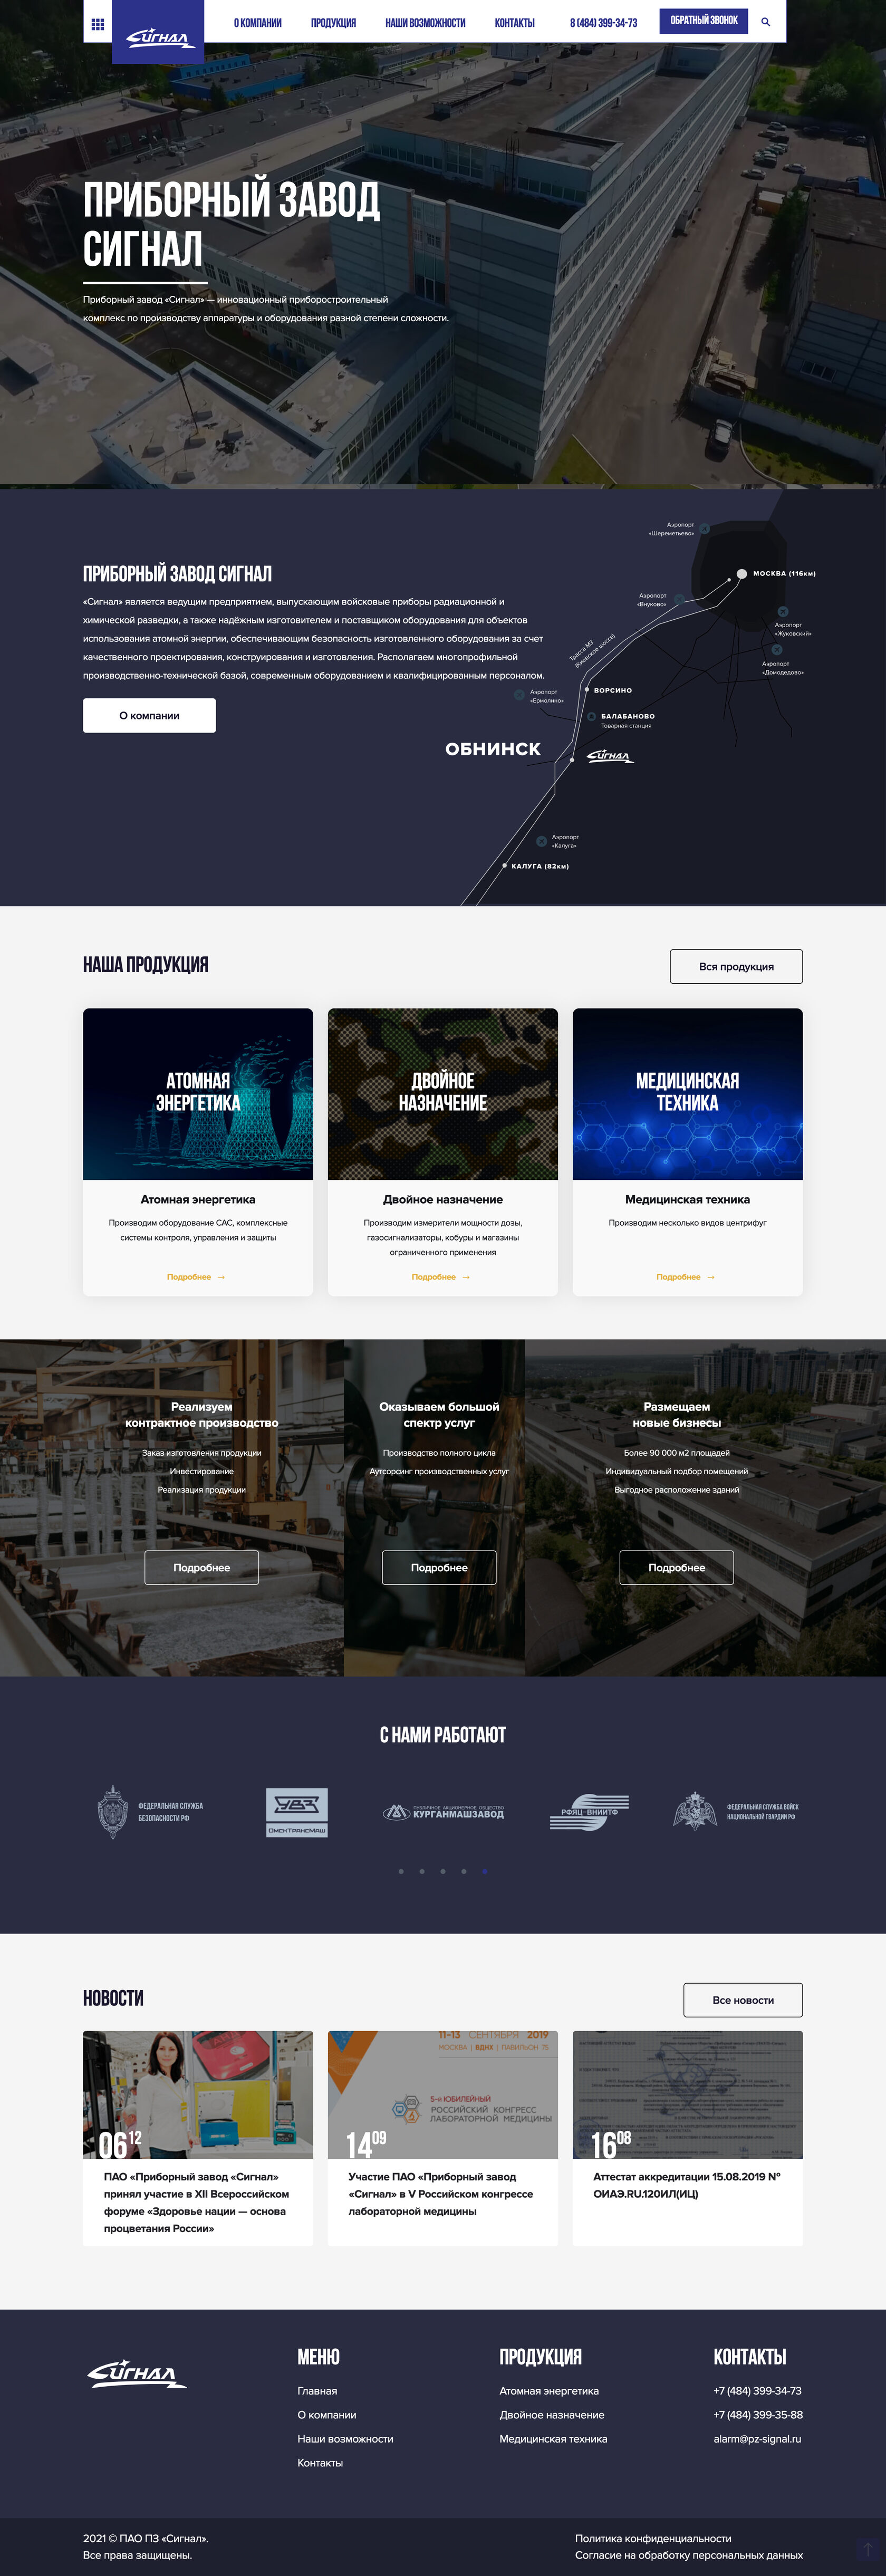 Сигнал
О КОМПАНИИ
ПРОДУКЦИЯ
НАШИ ВОЗМОЖНОСТИ
КОНТАКТЫ
8 (484) 399-34-73
ОБРАТНЫЙ ЗВОНОК
ПРИБОРНЫЙ ЗАВОД
СИГНАЛ
Приборный завод «Сигнал» — инновационный приборостроительный
комплекс по производству аппаратуры и оборудования разной степени сложности.
ПРИБОРНЫЙ ЗАВОД СИГНАЛ
«Сигнал» является ведущим предприятием, выпускающим войсковые приборы радиационной и
химической разведки, а также надёжным изготовителем и поставщиком оборудования для объектов
использования атомной энергии, обеспечивающим безопасность изготовленного оборудования за счет
качественного проектирования, конструирования и изготовления. Располагаем многопрофильной
производственно-технической базой, современным оборудованием и квалифицированным персоналом.
О компании
Аэропорт
«Шереметьево»
МОСКВА (116км)
Аэропорт
«Внуково»
Аэропорт
«Жуковский»
Трасса М3
(Киевское шоссе)
Аэропорт
«Домодедово»
Аэропорт
«Ермолино»
ВОРСИНО
БАЛАБАНОВО
Товарная станция
ОБНИНСК
Сигнал
Аэропорт
«Калуга»
КАЛУГА (82км)
НАША ПРОДУКЦИЯ
Вся продукция
АТОМНАЯ
ЭНЕРГЕТИКА
Атомная энергетика
Производим оборудование САС, комплексные
системы контроля, управления и защиты
Подробнее →
ДВОЙНОЕ
НАЗНАЧЕНИЕ
Двойное назначение
Производим измерители мощности дозы,
газосигнализаторы, кобуры и магазины
ограниченного применения
Подробнее →
МЕДИЦИНСКАЯ
ТЕХНИКА
Медицинская техника
Производим несколько видов центрифуг
Подробнее →
Реализуем
контрактное производство
Заказ изготовления продукции
Инвестирование
Реализация продукции
Подробнее
Оказываем большой
спектр услуг
Производство полного цикла
Аутсорсинг производственных услуг
Подробнее
Размещаем
новые бизнесы
Более 90 000 м2 площадей
Индивидуальный подбор помещений
Выгодное расположение зданий
Подробнее
С НАМИ РАБОТАЮТ
ФЕДЕРАЛЬНАЯ СЛУЖБА
БЕЗОПАСНОСТИ РФ
УВЗ
ОМСКТРАНСМАШ
ПУБЛИЧНОЕ АКЦИОНЕРНОЕ ОБЩЕСТВО
КУРГАНМАШЗАВОД
РФЯЦ-ВНИИТФ
ФЕДЕРАЛЬНАЯ СЛУЖБА ВОЙСК
НАЦИОНАЛЬНОЙ ГВАРДИИ РФ
НОВОСТИ
Все новости
06 12
ПАО «Приборный завод «Сигнал»
принял участие в XII Всероссийском
форуме «Здоровье нации — основа
процветания России»
11-13 СЕНТЯБРЯ 2019
МОСКВА | ВДНХ | ПАВИЛЬОН 75
5-й ЮБИЛЕЙНЫЙ
РОССИЙСКИЙ КОНГРЕСС
ЛАБОРАТОРНОЙ МЕДИЦИНЫ
14 09
Участие ПАО «Приборный завод
«Сигнал» в V Российском конгрессе
лабораторной медицины
16 08
Аттестат аккредитации 15.08.2019 №
ОИАЭ.RU.120ИЛ(ИЦ)
Сигнал
МЕНЮ
Главная
О компании
Наши возможности
Контакты
ПРОДУКЦИЯ
Атомная энергетика
Двойное назначение
Медицинская техника
КОНТАКТЫ
+7 (484) 399-34-73
+7 (484) 399-35-88
alarm@pz-signal.ru
2021 © ПАО ПЗ «Сигнал».
Все права защищены.
Политика конфиденциальности
Согласие на обработку персональных данных